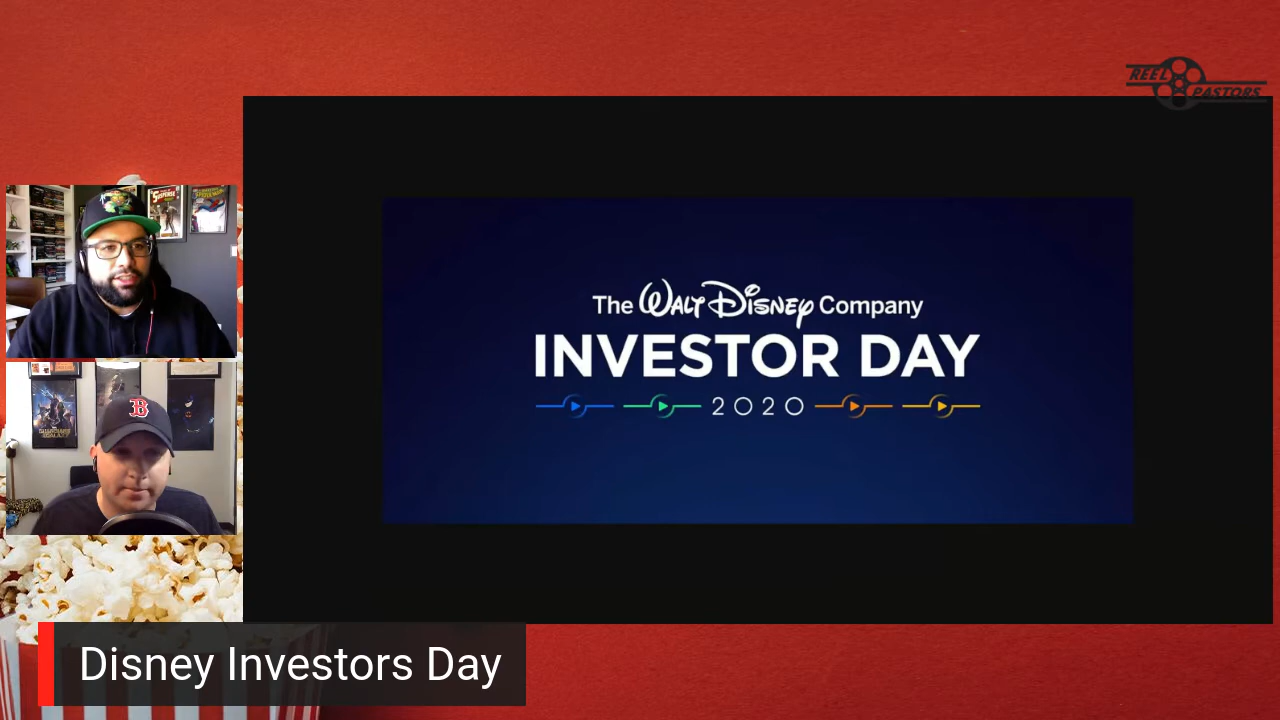 REEL
PASTORS
The WALT DISNEY Company
INVESTOR DAY
2020
B
Disney Investors Day